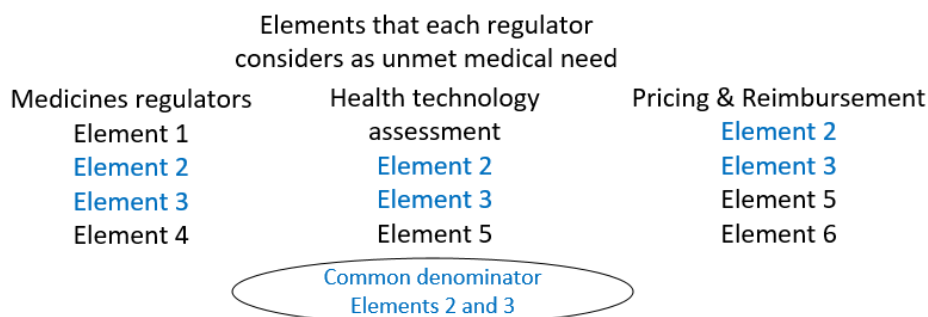 Elements that each regulator
considers as unmet medical need
Medicines regulators
Element 1
Element 2
Element 3
Element 4
Health technology
assessment
Element 2
Element 3
Element 5
Pricing & Reimbursement
Element 2
Element 3
Element 5
Element 6
Common denominator
Elements 2 and 3